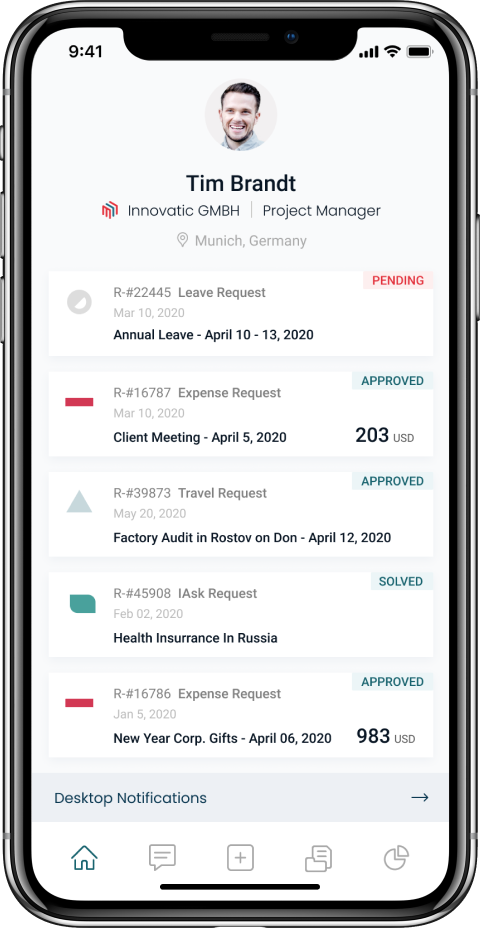 9:41
Tim Brandt
Innovatic GMBH | Project Manager
Munich, Germany
PENDING
R-#22445 Leave Request
Mar 10, 2020
Annual Leave - April 10 - 13, 2020
APPROVED
R-#16787 Expense Request
Mar 10, 2020
Client Meeting - April 5, 2020 203 USD
APPROVED
R-#39873 Travel Request
May 20, 2020
Factory Audit in Rostov on Don - April 12, 2020
SOLVED
R-#45908 IAsk Request
Feb 02, 2020
Health Insurrance In Russia
APPROVED
R-#16786 Expense Request
Jan 5, 2020
New Year Corp. Gifts - April 06, 2020 983 USD
Desktop Notifications